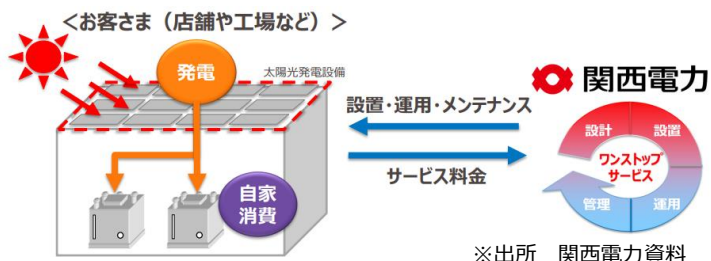 ＜お客さま（店舗や工場など）＞
発電
太陽光発電設備
自家
消費
設置・運用・メンテナンス
サービス料金
関西電力
設計
設置
ワンストップ
サービス
管理
運用
※出所　関西電力資料